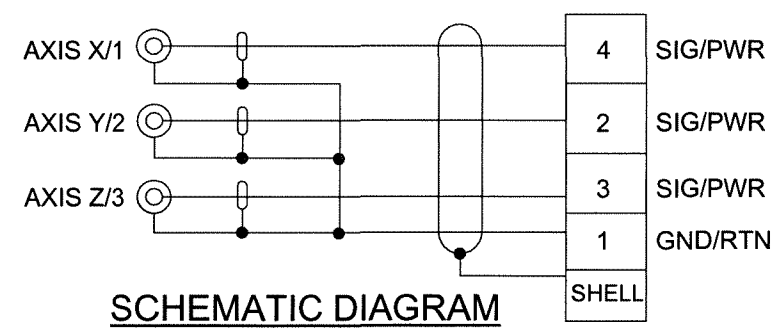 AXIS X/1 4 SIG/PWR
AXIS Y/2 2 SIG/PWR
AXIS Z/3 3 SIG/PWR
1 GND/RTN
SHELL
SCHEMATIC DIAGRAM